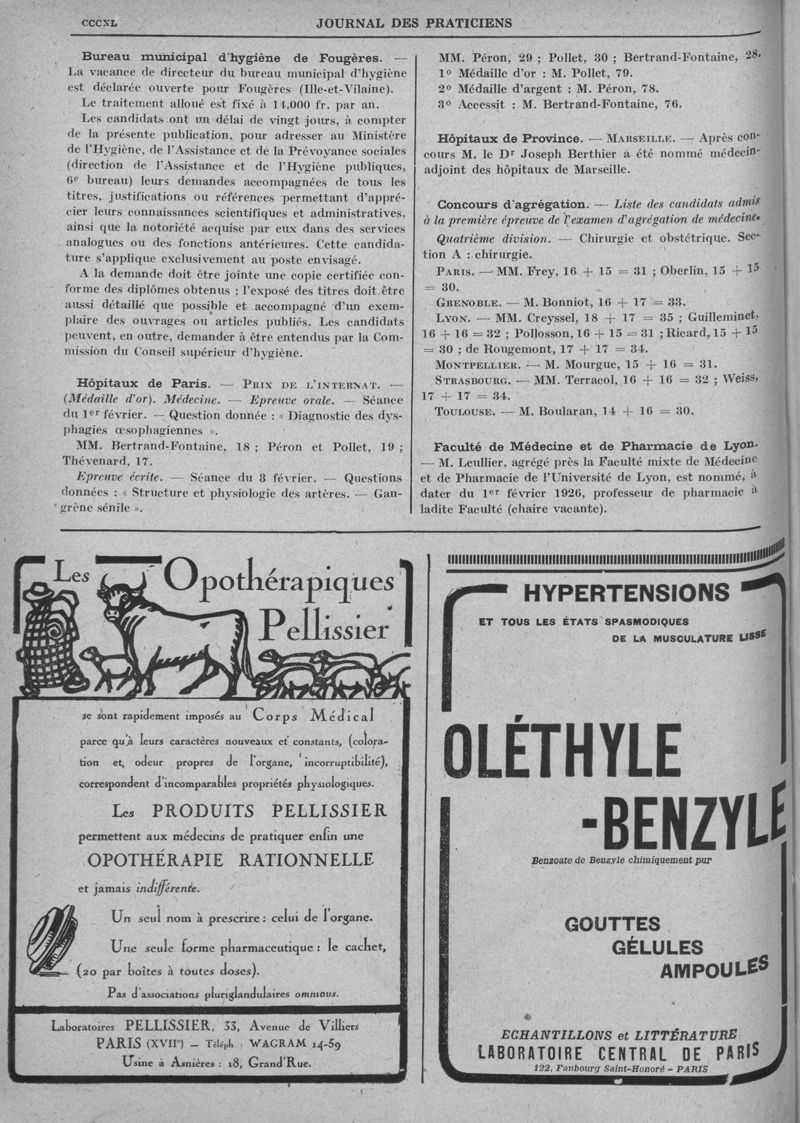 CCCXL
JOURNAL DES PRATICIENS
Bureau municipal d'hygiène de Fougères. —
La vacance de directeur du bureau municipal d'hygiène
est déclarée ouverte pour Fougères (Ille-et-Vilaine).
Le traitement alloué est fixé à 14.000 fr. par an.
Les candidats ont un délai de vingt jours, à compter
de la présente publication, pour adresser au Ministère
de l'Hygiène, de l'Assistance et de la Prévoyance sociales
(direction de l'Assistance et de l'Hygiène publiques,
6e bureau) leurs demandes accompagnées de tous les
titres, justifications ou références permettant d'appré-
cier leurs connaissances scientifiques et administratives,
ainsi que la notoriété acquise par eux dans des services
analogues ou des fonctions antérieures. Cette candida-
ture s'applique exclusivement au poste envisagé.
A la demande doit être jointe une copie certifiée con-
forme des diplômes obtenus ; l'exposé des titres doit être
aussi détaillé que possible et accompagné d'un exem-
plaire des ouvrages ou articles publiés. Les candidats
peuvent, en outre, demander à être entendus par la Com-
mission du Conseil supérieur d'hygiène.
Hôpitaux de Paris. — PRIX DE L'INTERNAT. —
(Médaille d'or). Médecine. — Epreuve orale. — Séance
du 1er février. — Question donnée : « Diagnostic des dys-
phagies œsophagiennes ».
MM. Bertrand-Fontaine, 18 ; Péron et Pollet, 19 ;
Thévenard, 17.
Epreuve écrite. — Séance du 3 février. — Questions
données : « Structure et physiologie des artères. — Gan-
grène sénile ».
MM. Péron, 29 ; Pollet, 30 ; Bertrand-Fontaine, 28.
1o Médaille d'or : M. Pollet, 79.
2o Médaille d'argent : M. Péron, 78.
3o Accessit : M. Bertrand-Fontaine, 76.
Hôpitaux de Province. — MARSEILLE. — Après con-
cours M. le Dr Joseph Berthier a été nommé médecin-
adjoint des hôpitaux de Marseille.
Concours d'agrégation. — Liste des candidats admis
à la première épreuve de l'examen d'agrégation de médecine.
Quatrième division. — Chirurgie et obstétrique. Sec-
tion A : chirurgie.
PARIS. — MM. Frey, 16 + 15 = 31 ; Oberlin, 15 + 15
= 30.
GRENOBLE. — M. Bonniot, 16 + 17 = 33.
LYON. — MM. Creyssel, 18 + 17 = 35 ; Guilleminet,
16 + 16 = 32 ; Pollosson, 16 + 15 = 31 ; Ricard, 15 + 15
= 30 ; de Rougemont, 17 + 17 = 34.
MONTPELLIER. — M. Mourgue, 15 + 16 = 31.
STRASBOURG. — MM. Terracol, 16 + 16 = 32 ; Weiss,
17 + 17 = 34.
TOULOUSE. — M. Boularan, 14 + 16 = 30.
Faculté de Médecine et de Pharmacie de Lyon.
— M. Leullier, agrégé près la Faculté mixte de Médecine
et de Pharmacie de l'Université de Lyon, est nommé, à
dater du 1er février 1926, professeur de pharmacie à
ladite Faculté (chaire vacante).
Les Opothérapiques
Pellissier
se sont rapidement imposés au Corps Médical
parce qu'à leurs caractères nouveaux et constants, (colora-
tion et, odeur propres de l'organe, incorruptibilité),
correspondent d'incomparables propriétés physiologiques.
Les PRODUITS PELLISSIER
permettent aux médecins de pratiquer enfin une
OPOTHÉRAPIE RATIONNELLE
et jamais indifférente.
Un seul nom à prescrire : celui de l'organe.
Une seule forme pharmaceutique : le cachet,
(20 par boîtes à toutes doses).
Pas d'associations pluriglandulaires omnious.
Laboratoires PELLISSIER, 33, Avenue de Villiers
PARIS (XVIIe) — Téléph. : WAGRAM 14-59
Usine à Asnières : 18, Grand'Rue.
HYPERTENSIONS
ET TOUS LES ÉTATS SPASMODIQUES
DE LA MUSCULATURE LISSE
OLÉTHYLE
-BENZYLE
Benzoate de Benzyle chimiquement pur
GOUTTES
GÉLULES
AMPOULES
ECHANTILLONS et LITTÉRATURE
LABORATOIRE CENTRAL DE PARIS
122, Faubourg Saint-Honoré - PARIS